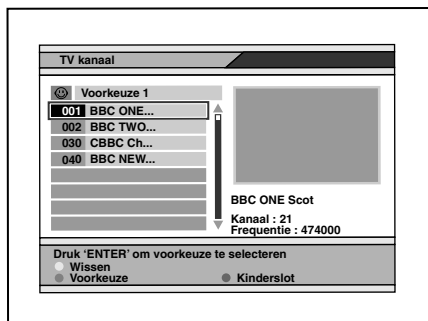 TV kanaal
Voorkeuze 1
001 BBC ONE...
002 BBC TWO...
030 CBBC Ch...
040 BBC NEW...
BBC ONE Scot
Kanaal : 21
Frequentie : 474000
Druk ‘ENTER’ om voorkeuze te selecteren
Wissen
Voorkeuze Kinderslot